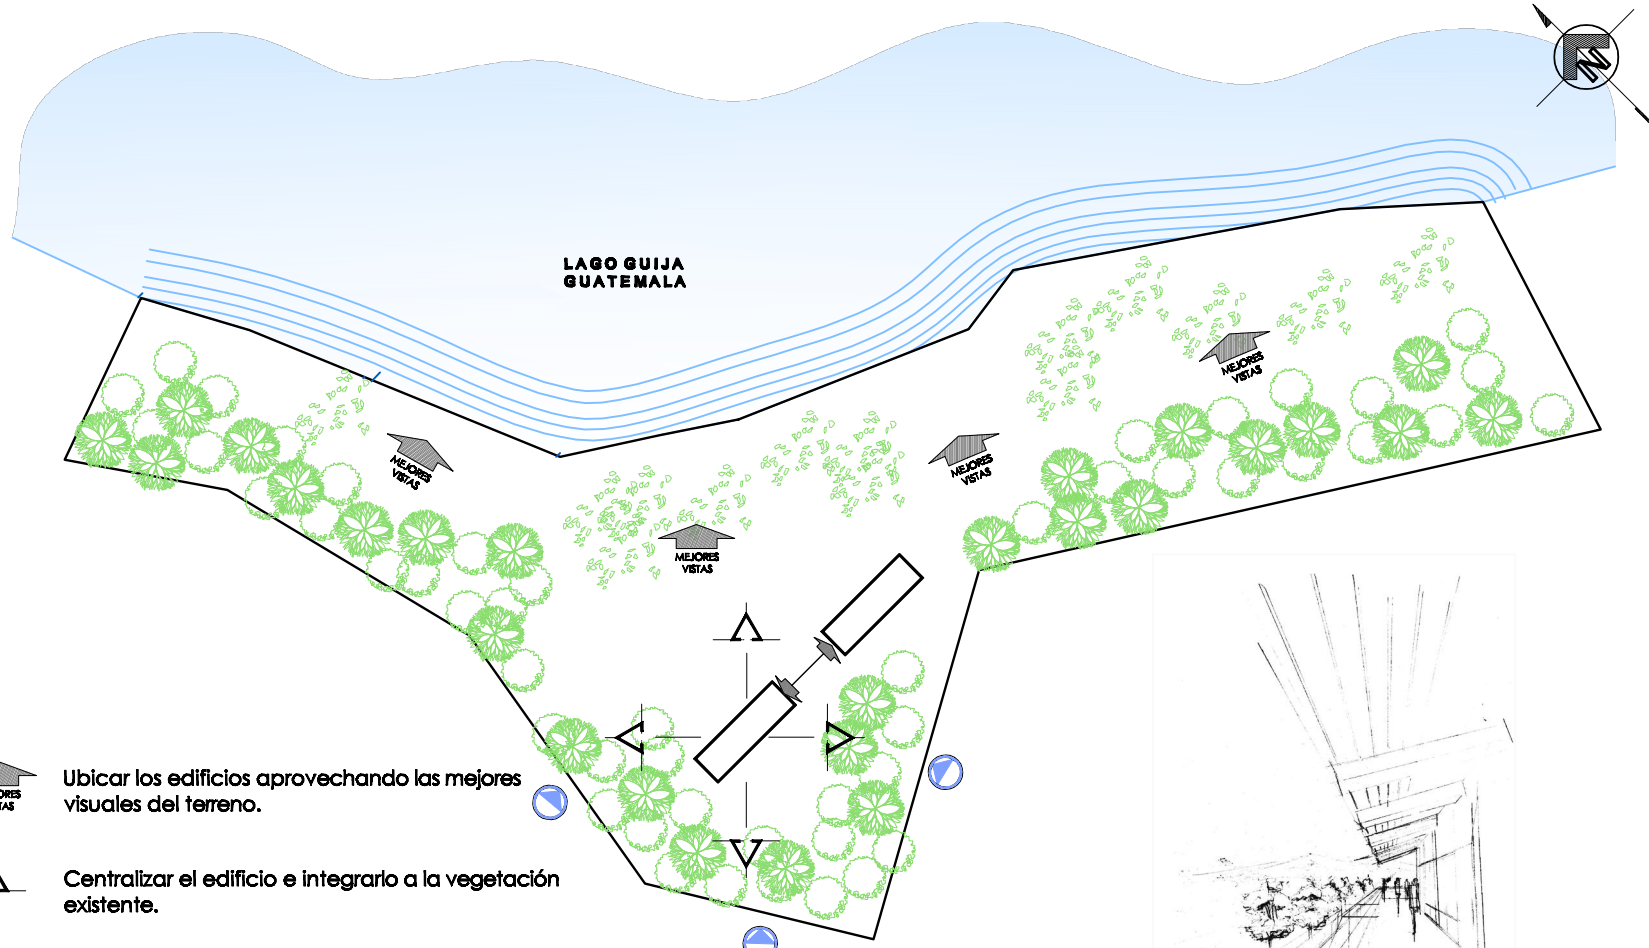 N
LAGO GUIJA
GUATEMALA
MEJORES
VISTAS
MEJORES
VISTAS
MEJORES
VISTAS
MEJORES
VISTAS
Ubicar los edificios aprovechando las mejores
visuales del terreno.
Centralizar el edificio e integrarlo a la vegetación
existente.